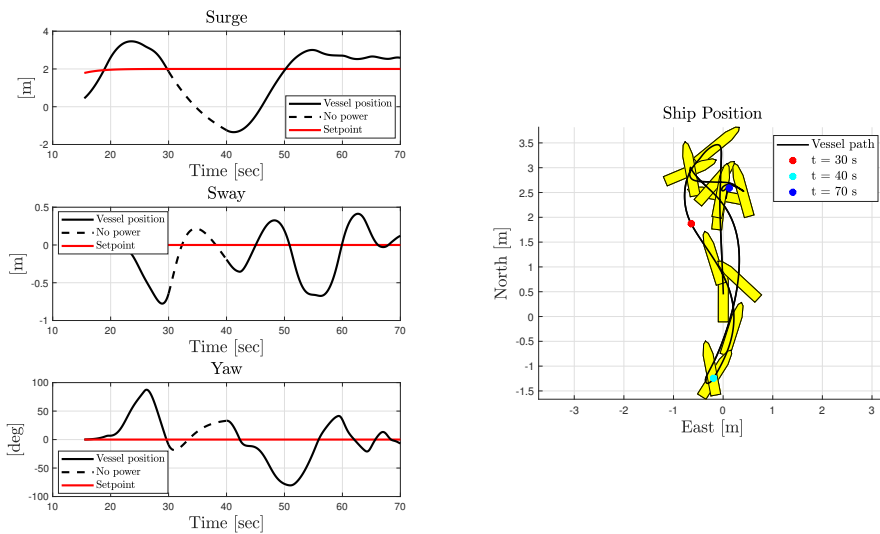 Surge
[m]
4
2
0
-2
10 20 30 40 50 60 70
Vessel position
No power
Setpoint
Time [sec]
Sway
[m]
0.5
0
-0.5
-1
10 20 30 40 50 60 70
Vessel position
No power
Setpoint
Time [sec]
Yaw
[deg]
100
50
0
-50
-100
10 20 30 40 50 60 70
Vessel position
No power
Setpoint
Time [sec]
Ship Position
North [m]
3.5
3
2.5
2
1.5
1
0.5
0
-0.5
-1
-1.5
-3 -2 -1 0 1 2 3
East [m]
Vessel path
t = 30 s
t = 40 s
t = 70 s